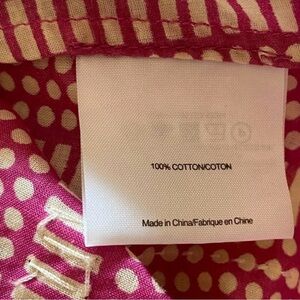 100% COTTON/COTON
Made in China/Fabrique en Chine